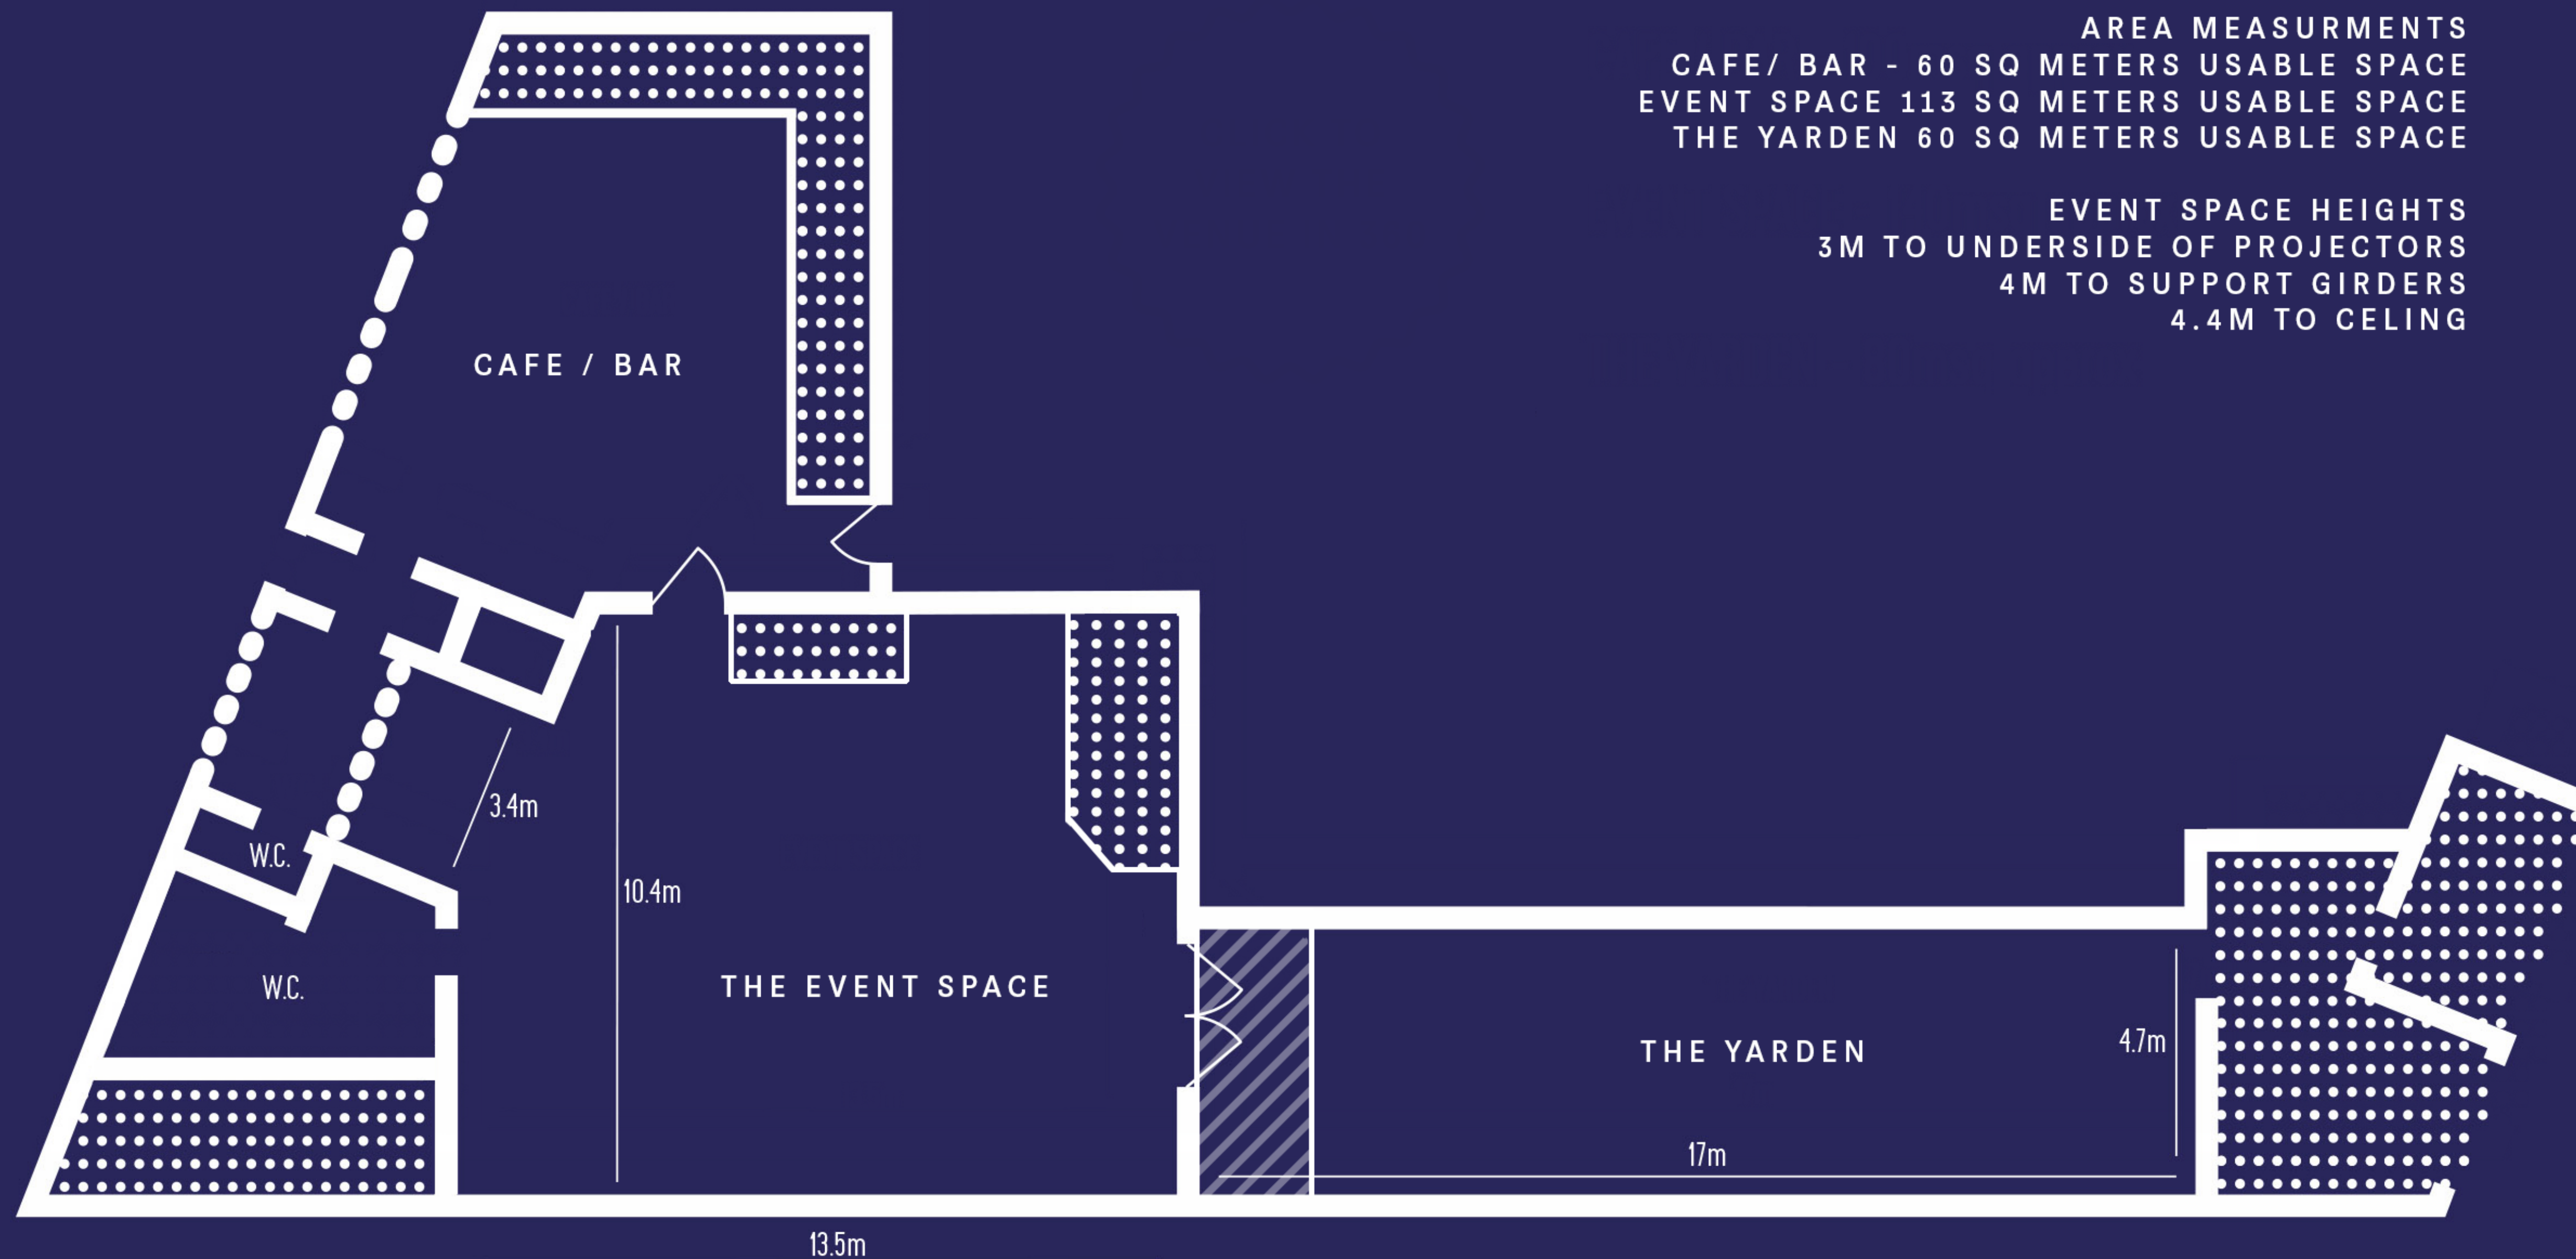 AREA MEASURMENTS
CAFE/ BAR - 60 SQ METERS USABLE SPACE
EVENT SPACE 113 SQ METERS USABLE SPACE
THE YARDEN 60 SQ METERS USABLE SPACE
EVENT SPACE HEIGHTS
3M TO UNDERSIDE OF PROJECTORS
4M TO SUPPORT GIRDERS
4.4M TO CELING
CAFE / BAR
3.4m
W.C.
10.4m
W.C.
THE EVENT SPACE
4.7m
THE YARDEN
17m
13.5m